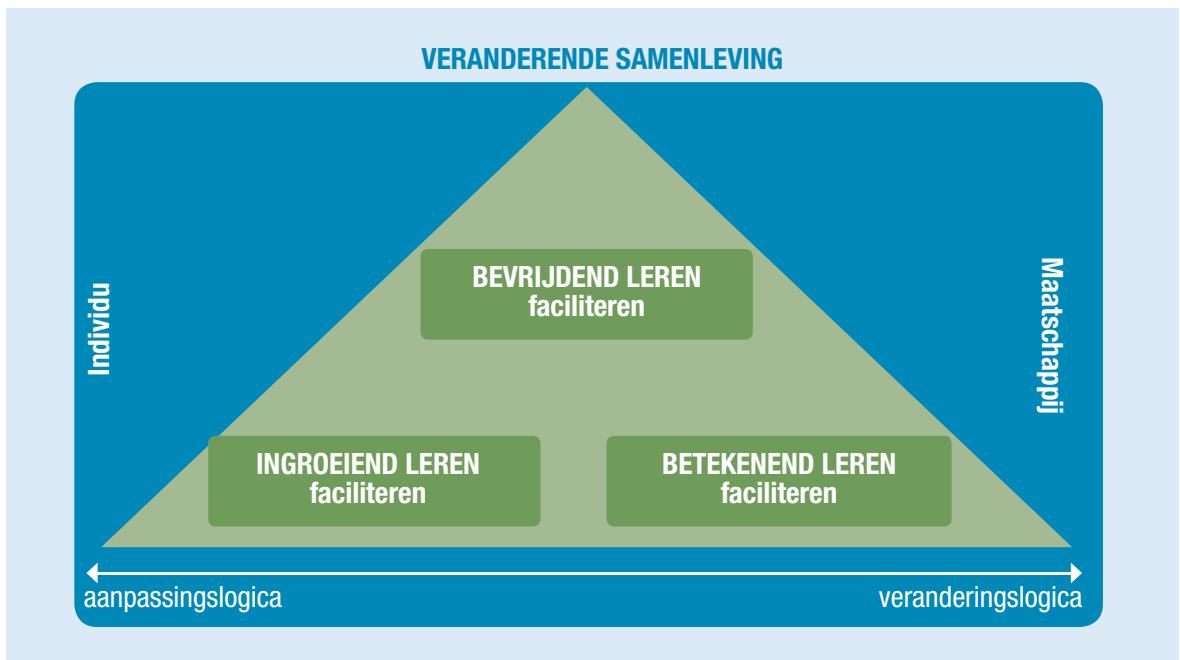 VERANDERENDE SAMENLEVING
Individu
Maatschappij
BEVRIJDEND LEREN
faciliteren
INGROEIEND LEREN
faciliteren
BETEKENEND LEREN
faciliteren
aanpassingslogica
veranderingslogica